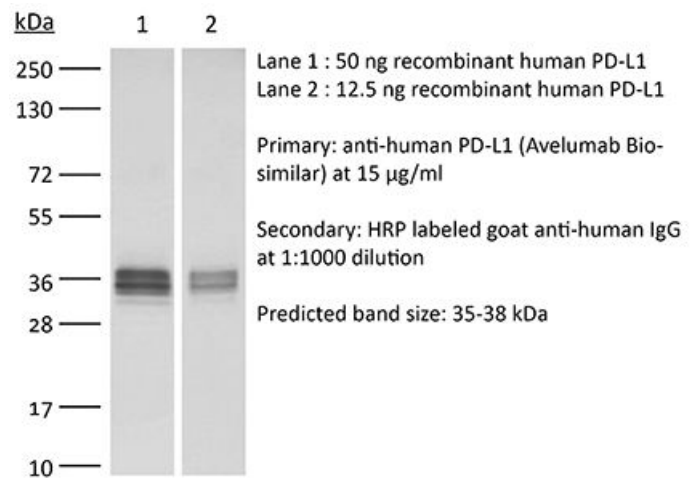 kDa
1 2
250
130
72
55
36
28
17
10
Lane 1 : 50 ng recombinant human PD-L1
Lane 2 : 12.5 ng recombinant human PD-L1
Primary: anti-human PD-L1 (Avelumab Bio-
similar) at 15 µg/ml
Secondary: HRP labeled goat anti-human IgG
at 1:1000 dilution
Predicted band size: 35-38 kDa